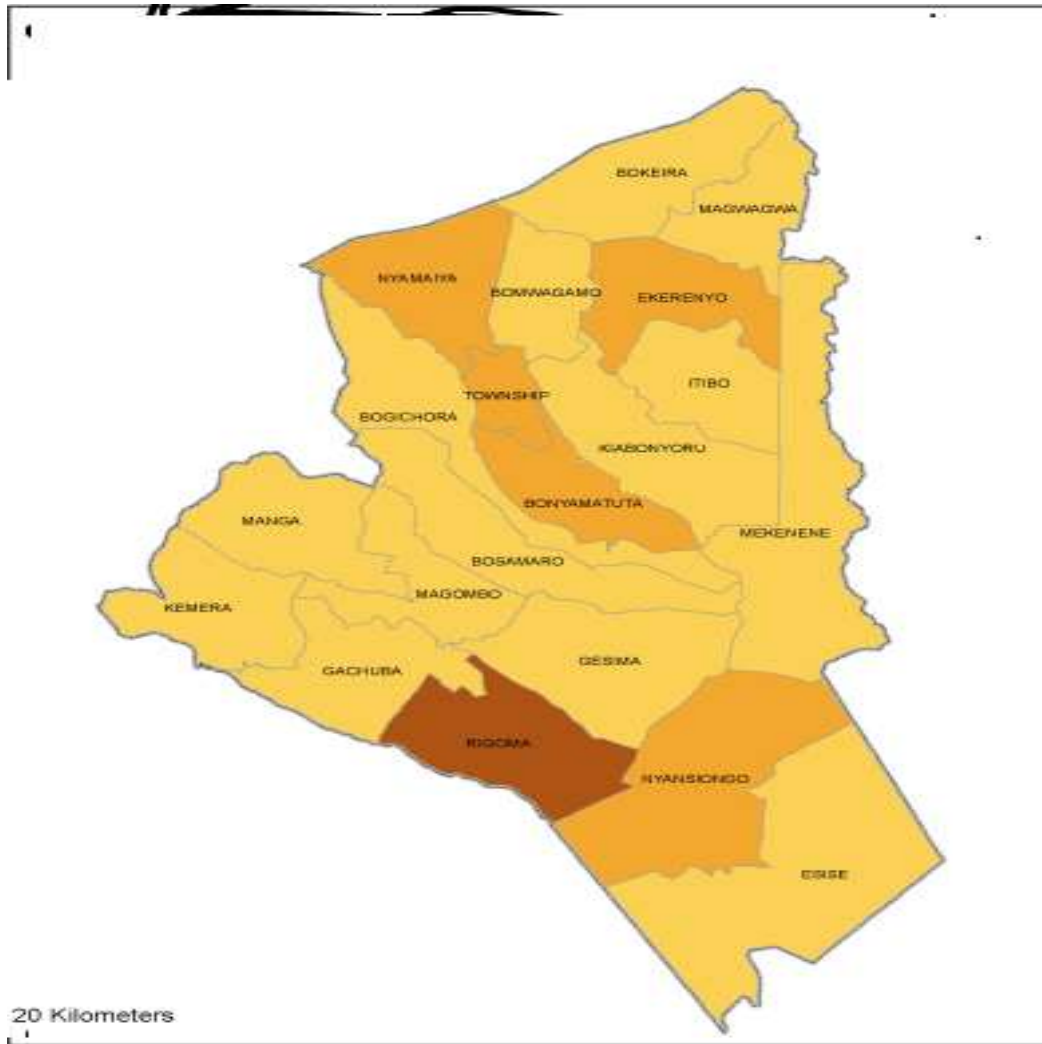 BOKEIRA
MAGWAGWA
NYAMAIYA
BOMWAGAMO
EKERENYO
ITIBO
TOWNSHIP
BOGICHORA
KIABONYORU
BONYAMATUTA
MANGA
MEKENENE
BOSAMARO
MAGOMBO
KEMERA
GESIMA
GACHUBA
RIGOMA
NYANSIONGO
ESISE
20 Kilometers